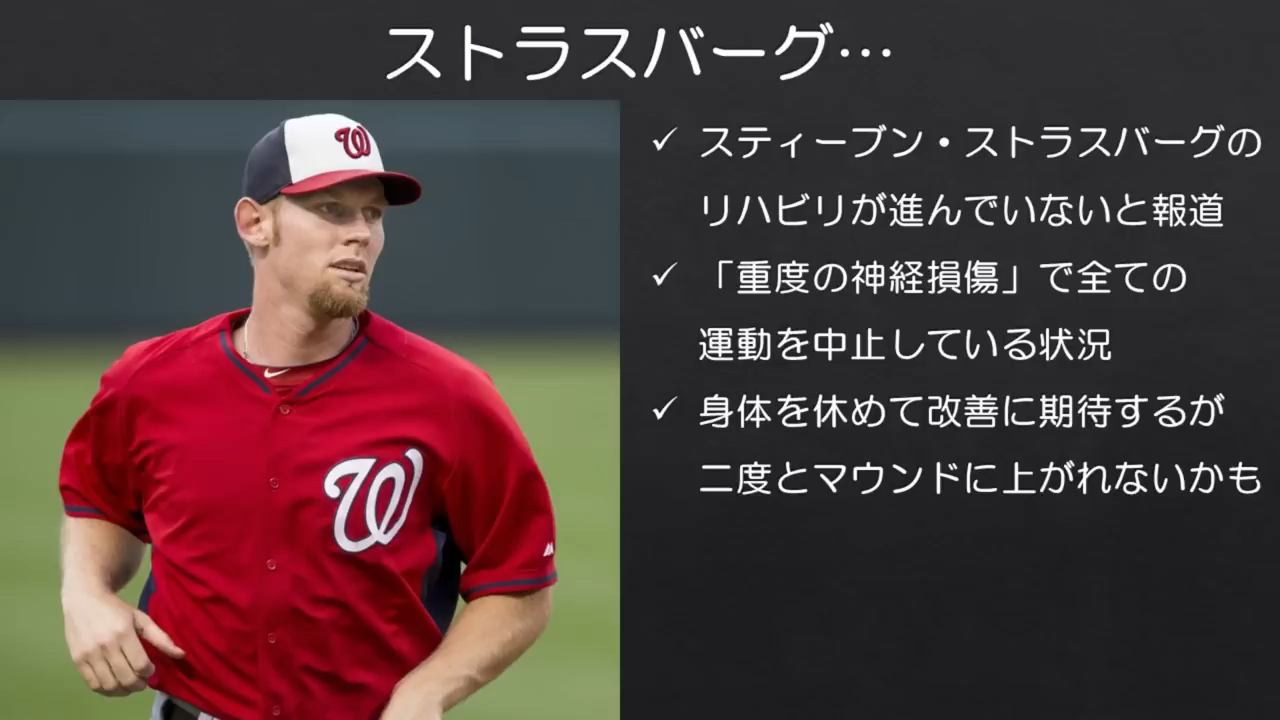 ストラスバーグ…
W
✓ スティーブン・ストラスバーグの
リハビリが進んでいないと報道
✓ 「重度の神経損傷」で全ての
運動を中止している状況
✓ 身体を休めて改善に期待するが
二度とマウンドに上がれないかも
W